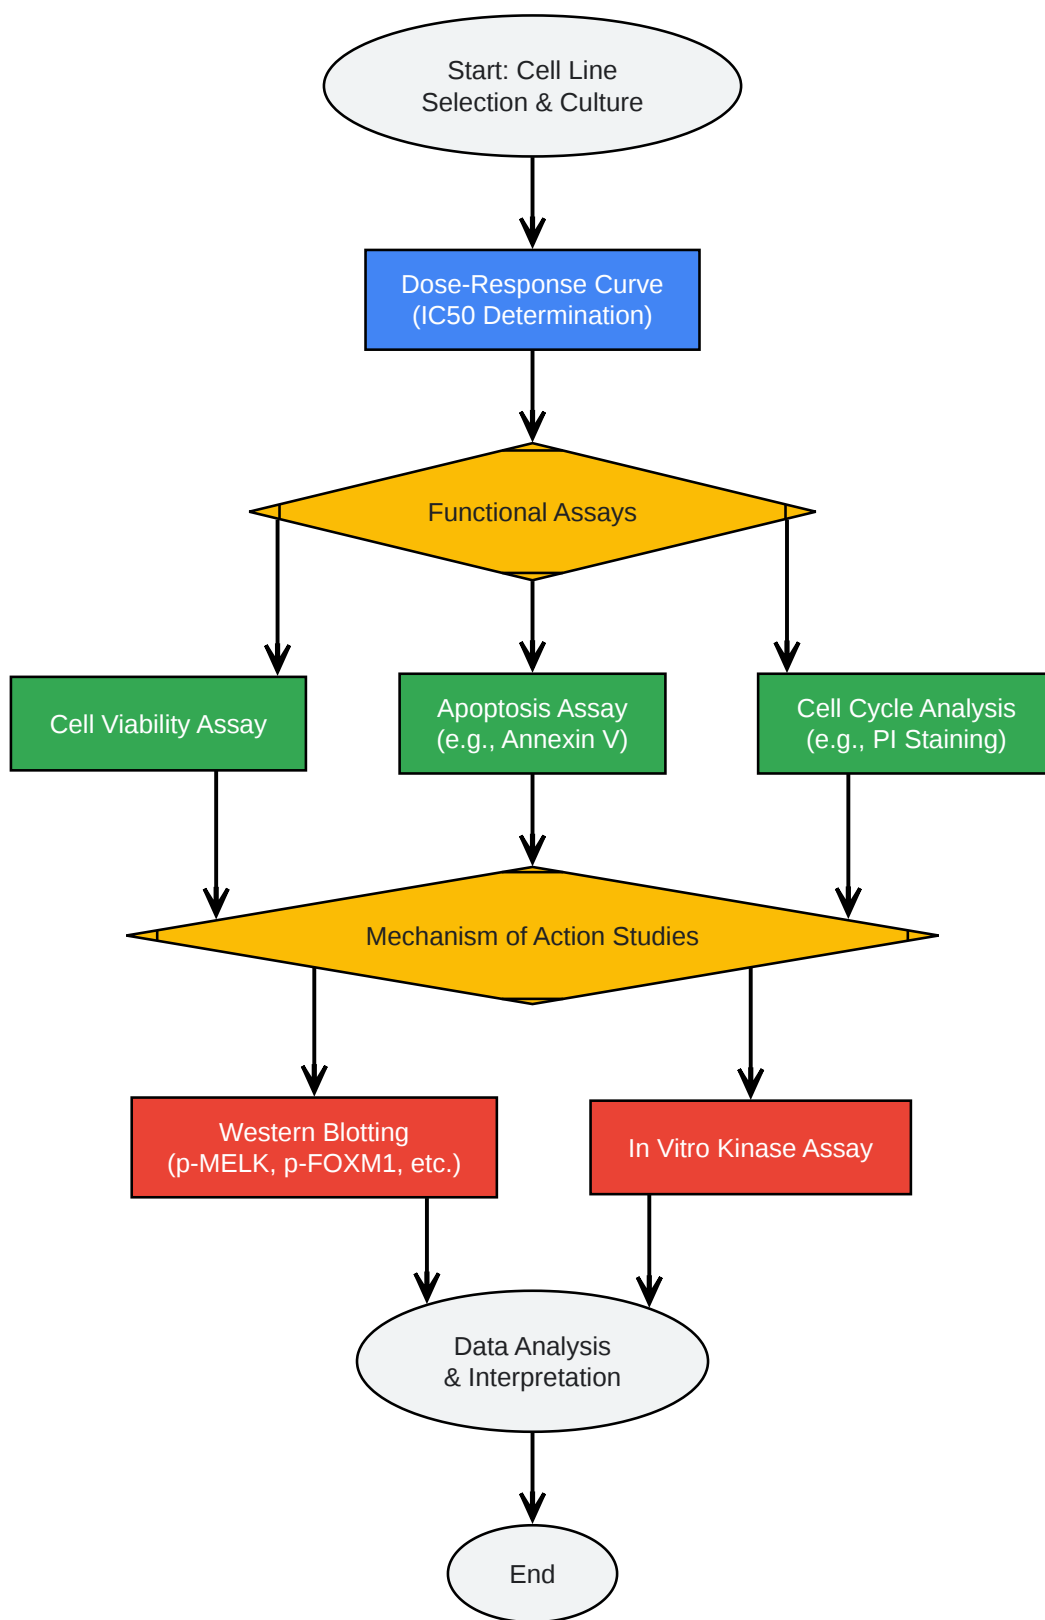 Start: Cell Line
Selection & Culture
Dose-Response Curve
(IC50 Determination)
Functional Assays
Cell Viability Assay
Apoptosis Assay
(e.g., Annexin V)
Cell Cycle Analysis
(e.g., PI Staining)
Mechanism of Action Studies
Western Blotting
(p-MELK, p-FOXM1, etc.)
In Vitro Kinase Assay
Data Analysis
& Interpretation
End